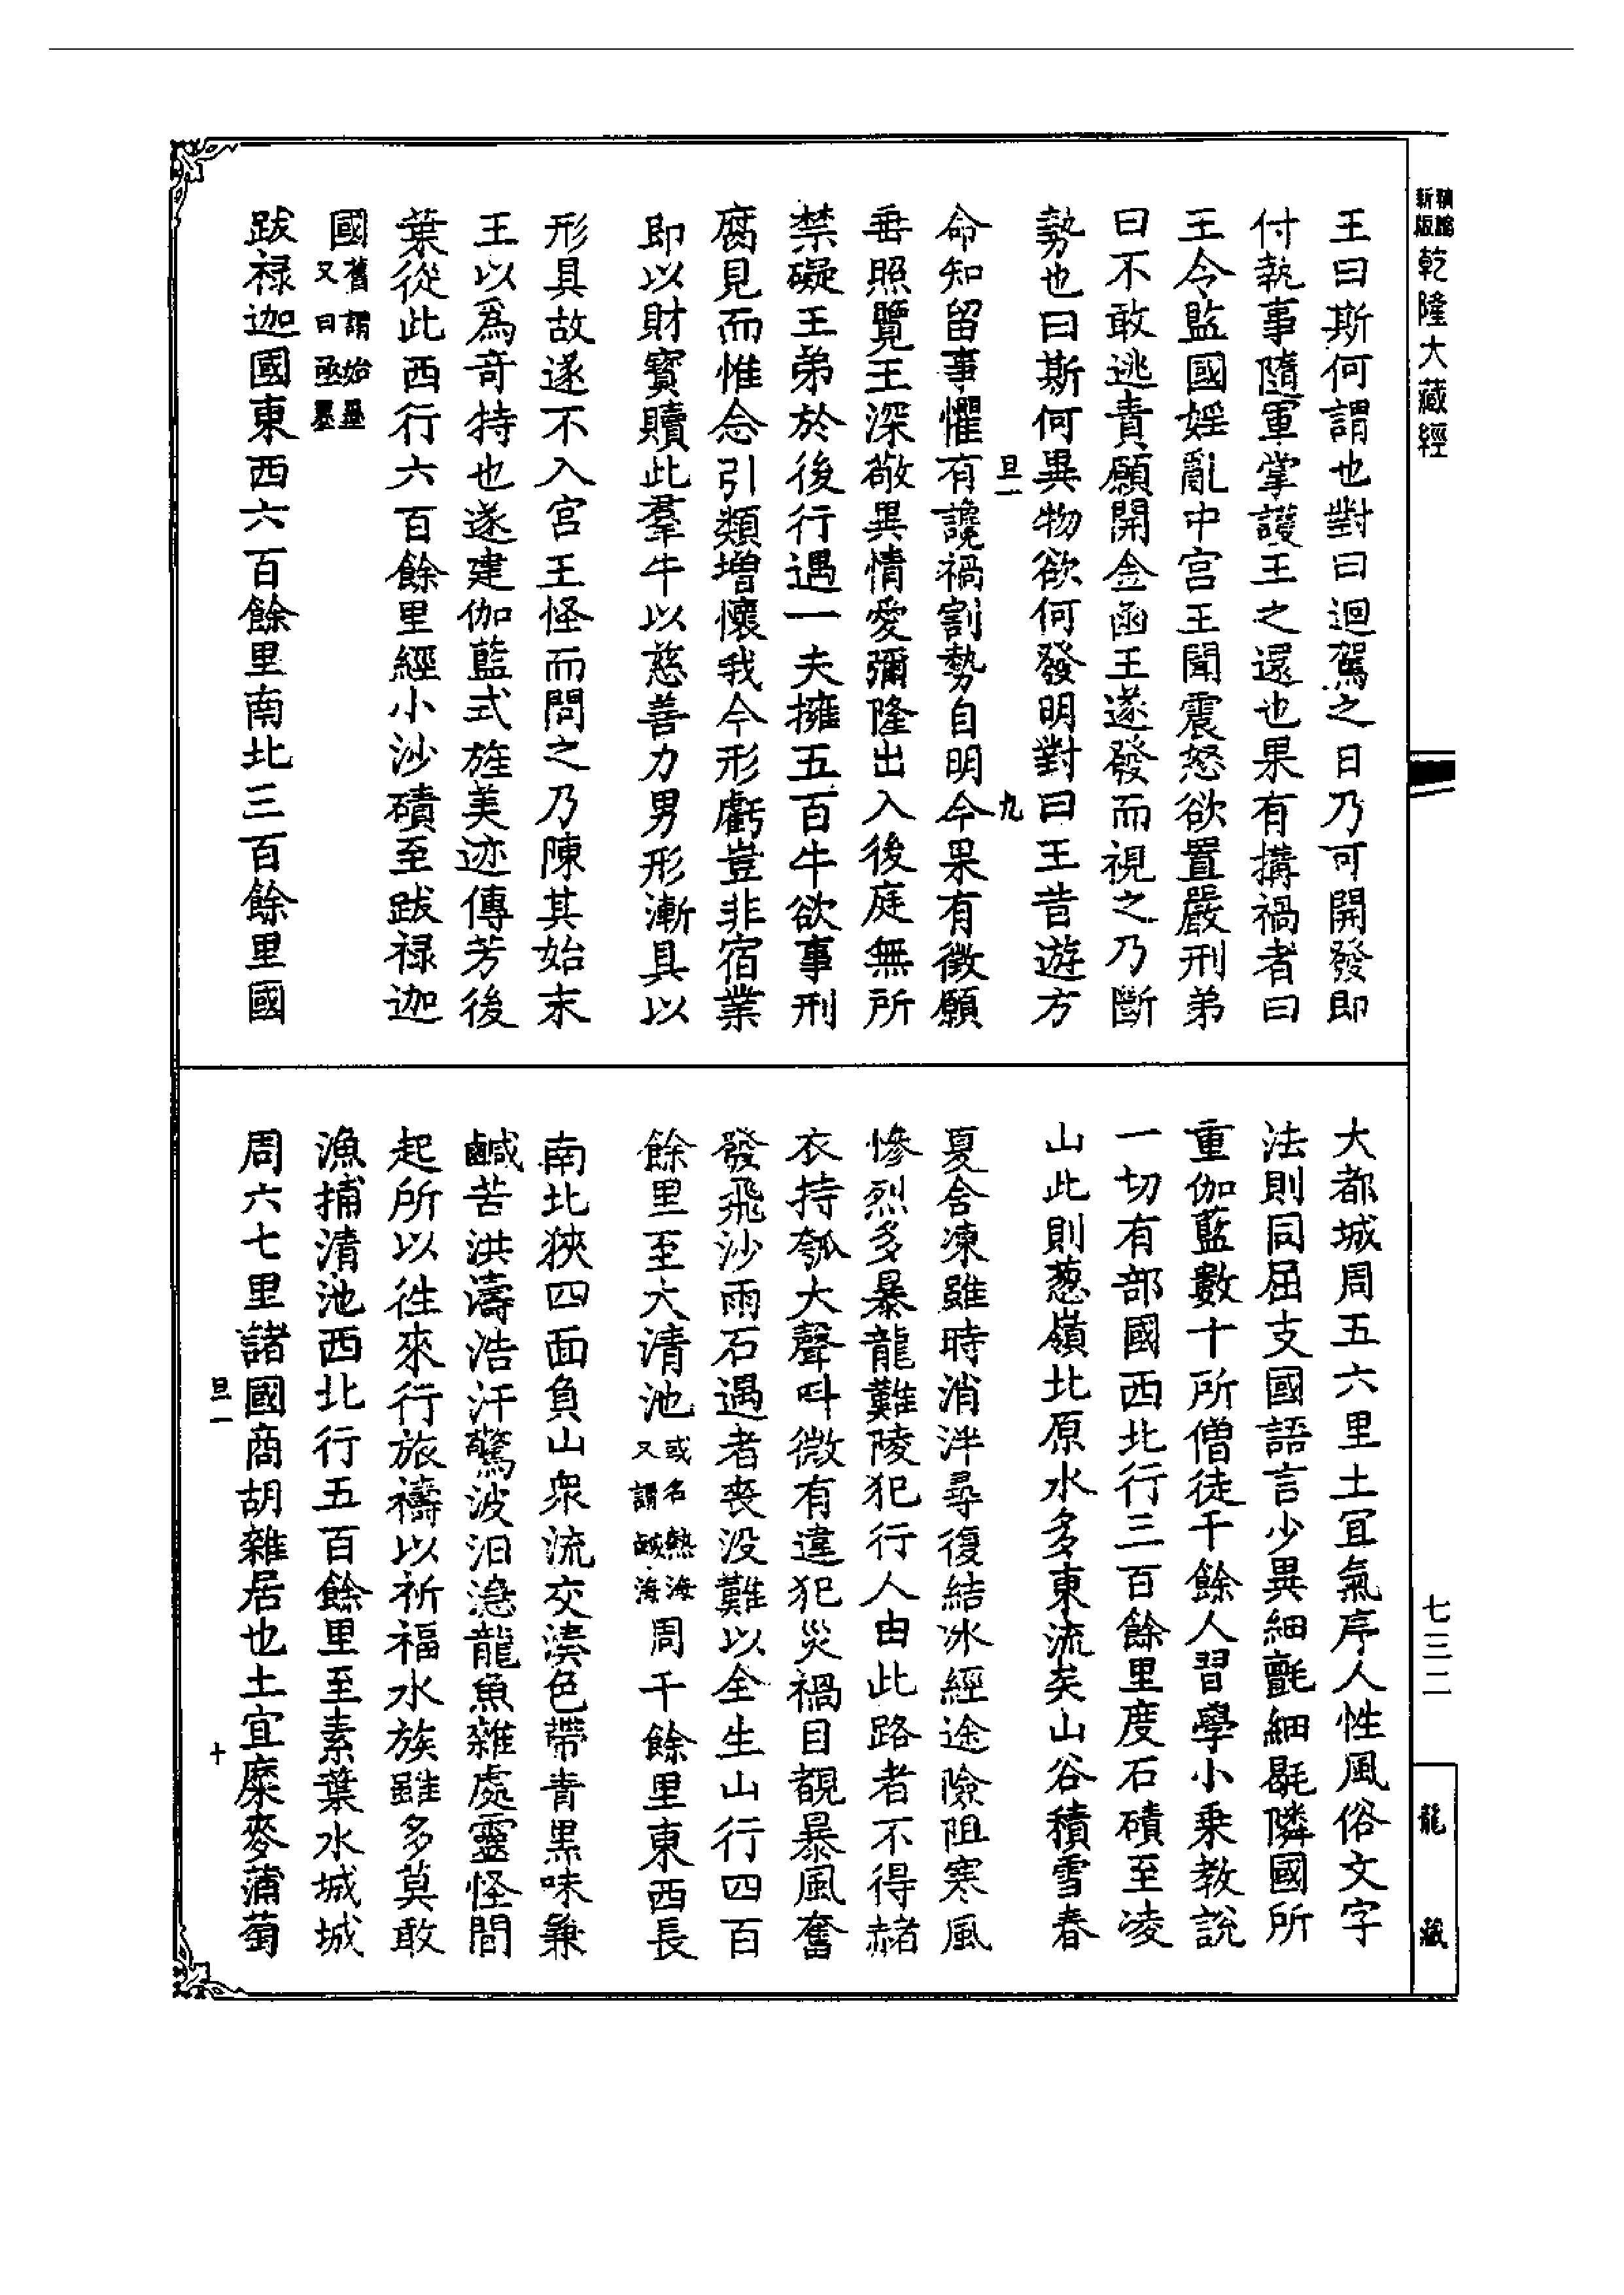 新版
精縮
乾隆大藏經
七三二
龍藏
王曰斯何謂也對曰迴駕之日乃可開發即
付執事隨軍掌護王之還也果有搆禍者曰
王令監國婬亂中宮王聞震怒欲置嚴刑弟
曰不敢逃責願開金函王遂發而視之乃斷
勢也曰斯何異物欲何發明對曰王昔遊方
旦一
九
命知留事懼有讒禍割勢自明今果有徵願
垂照覽王深敬異情愛彌隆出入後庭無所
禁礙王弟於後行遇一夫擁五百牛欲事刑
腐見而惟念引類增懷我今形虧豈非宿業
即以財寶贖此羣牛以慈善力男形漸具以
形具故遂不入宮王怪而問之乃陳其始末
王以為奇特也遂建伽藍式旌美迹傳芳後
葉從此西行六百餘里經小沙磧至跋祿迦
國舊謂始墨
又曰亟墨
跋祿迦國東西六百餘里南北三百餘里國
大都城周五六里土宜氣序人性風俗文字
法則同屈支國語言少異細氈細毼隣國所
重伽藍數十所僧徒千餘人習學小乘教說
一切有部國西北行三百餘里度石磧至凌
山此則葱嶺北原水多東流矣山谷積雪春
夏含凍雖時消泮尋復結冰經途險阻寒風
慘烈多暴龍難陵犯行人由此路者不得赭
衣持瓠大聲叫微有違犯災禍目覩暴風奮
發飛沙雨石遇者喪沒難以全生山行四百
餘里至大清池或名熱海
又謂鹹海周千餘里東西長
南北狹四面負山衆流交湊色帶青黑味兼
鹹苦洪濤浩汗驚波汩㴔龍魚雜處靈怪間
起所以往來行旅禱以祈福水族雖多莫敢
漁捕清池西北行五百餘里至素葉水城城
周六七里諸國商胡雜居也土宜糜麥蒲萄
旦一
十